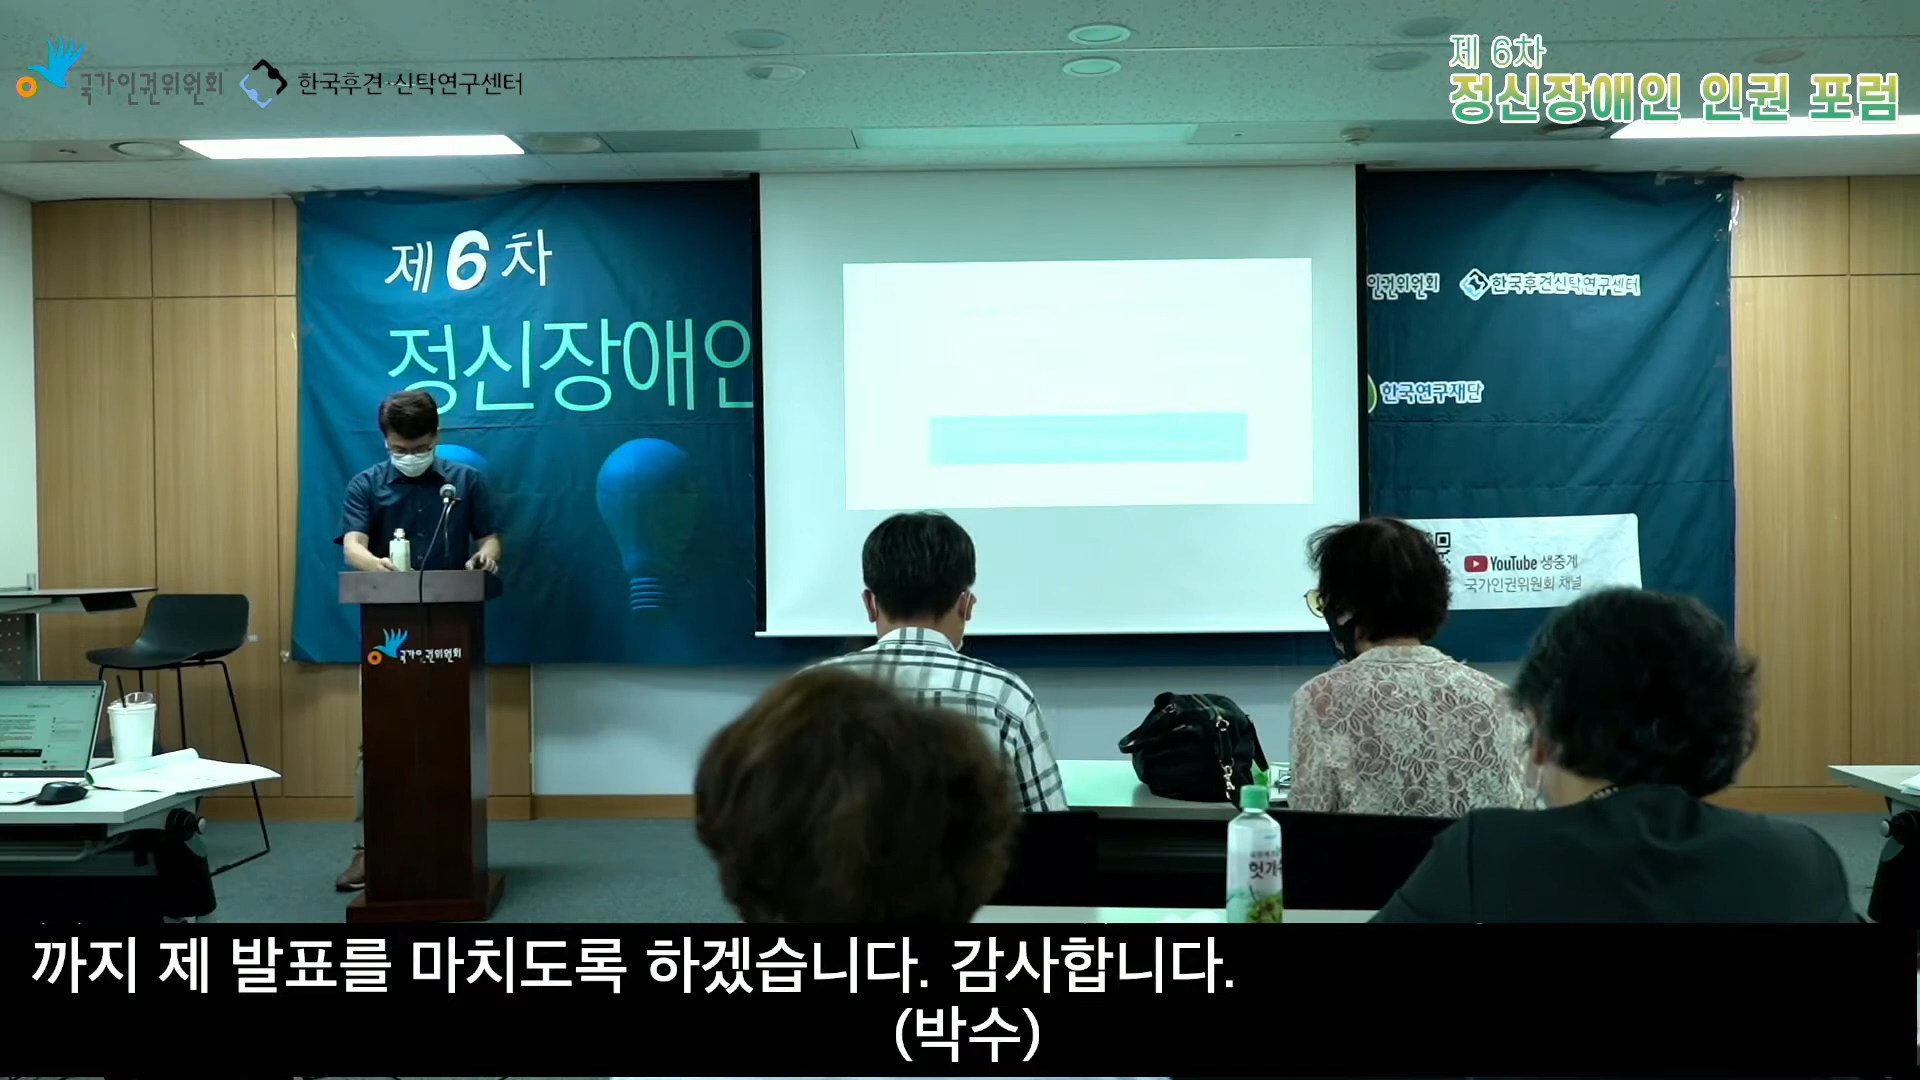 국가인권위원회
한국후견·신탁연구센터
제 6차
정신장애인 인권 포럼
제6차
정신장애인
인권위원회
한국후견신탁연구센터
한국연구재단
YouTube 생중계
국가인권위원회 채널
국가인권위원회
헛개수
까지 제 발표를 마치도록 하겠습니다. 감사합니다.
(박수)